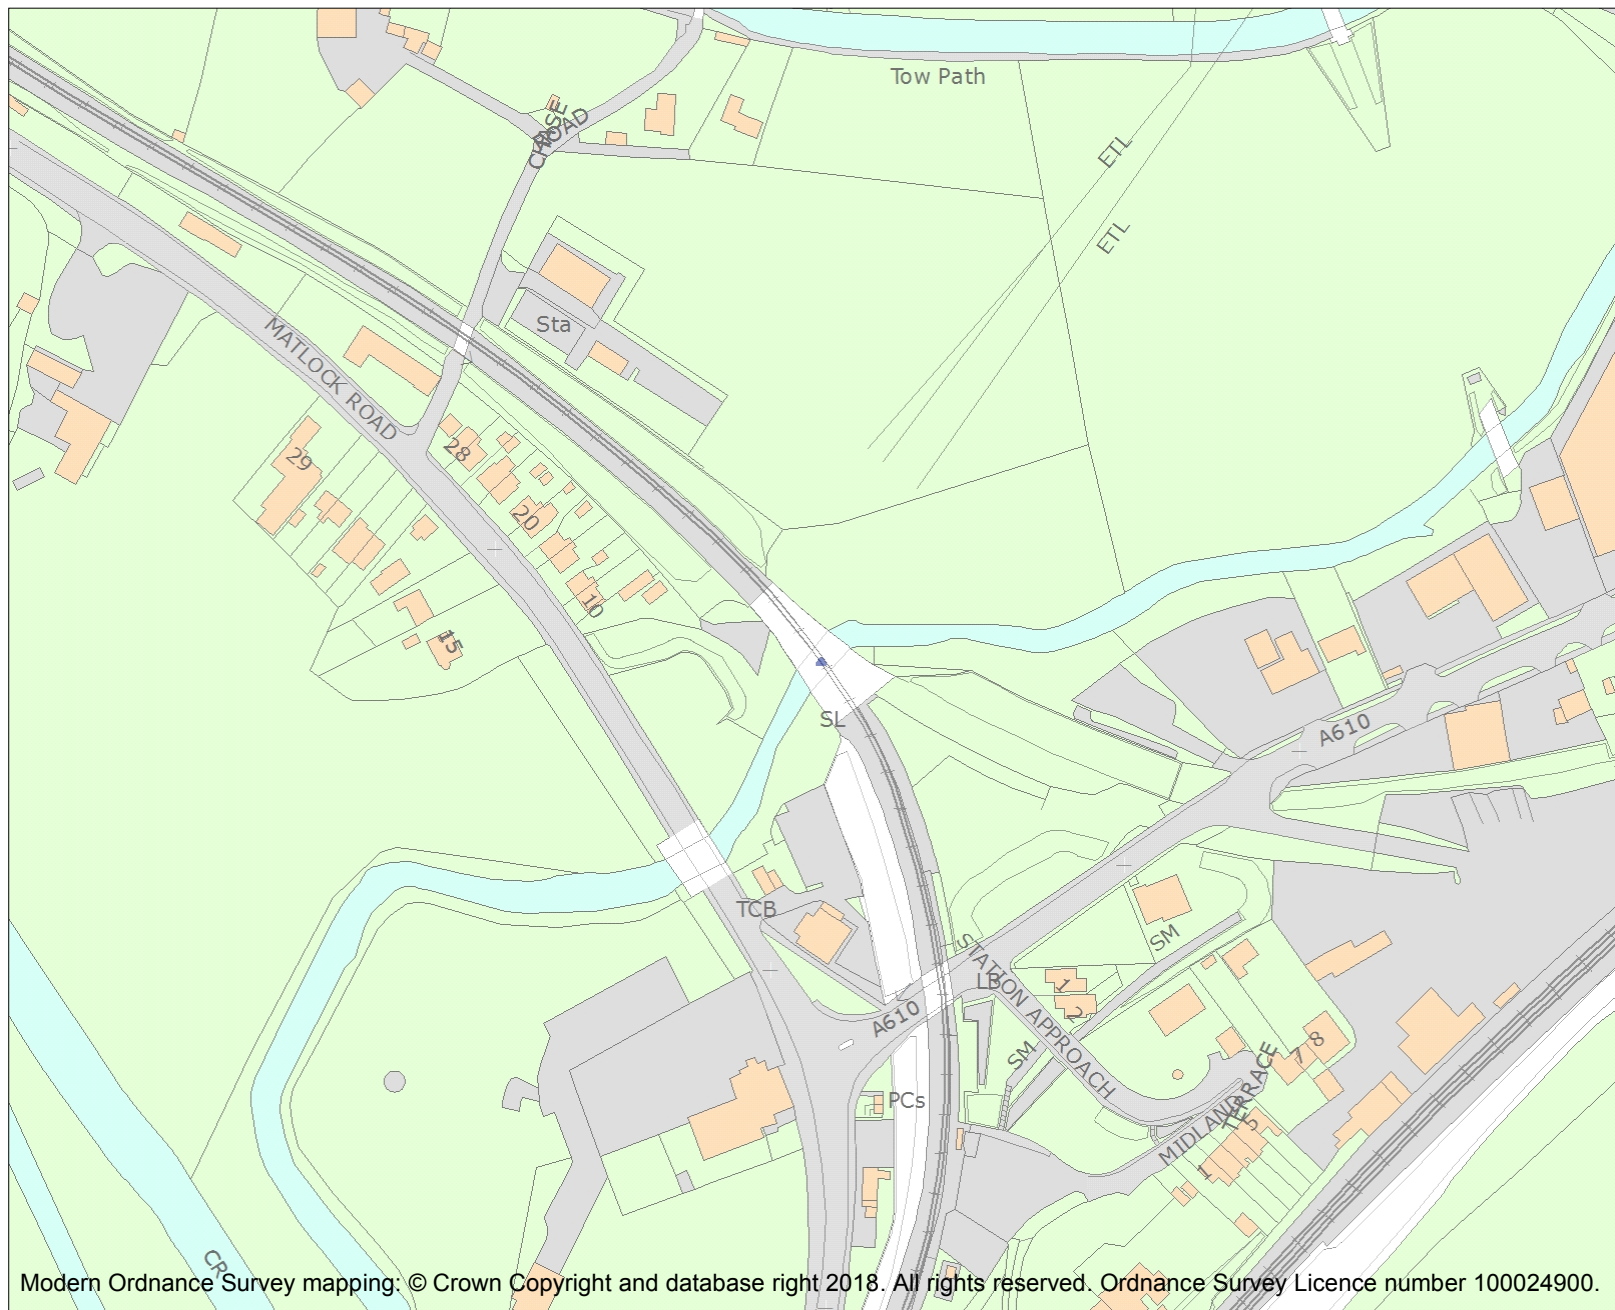 Tow Path
CHASE
ROAD
ETL
ETL
Sta
MATLOCK ROAD
28
29
20
10
15
SL
A610
TCB
SM
STATION APPROACH
LB
1
2
A610
SM
8
7
TERRACE
PCs
MIDLAND
5
1
CRO
Modern Ordnance Survey mapping: © Crown Copyright and database right 2018. All rights reserved. Ordnance Survey Licence number 100024900.